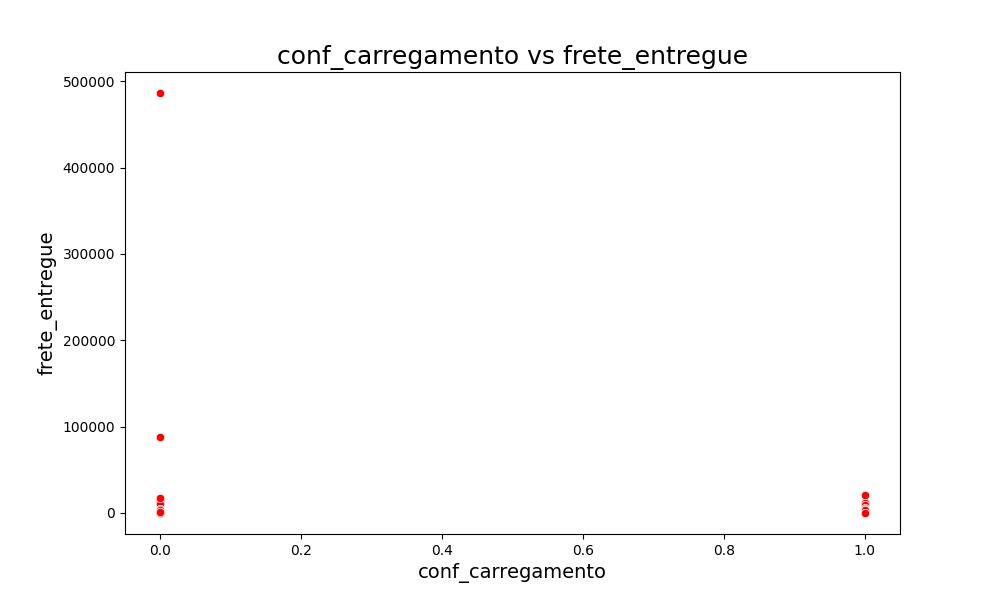 conf_carregamento vs frete_entregue
500000
400000
300000
200000
100000
0
frete_entregue
0.0 0.2 0.4 0.6 0.8 1.0
conf_carregamento